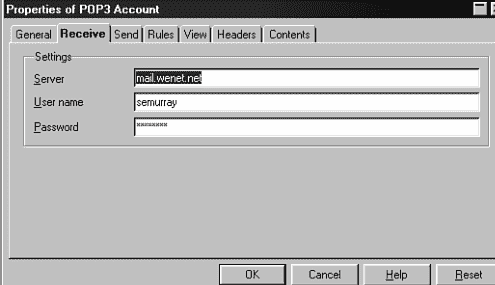 Properties of POP3 Account
General Receive Send Rules View Headers Contents
Settings
Server mail.wenet.net
User name semurray
Password ********
OK Cancel Help Reset